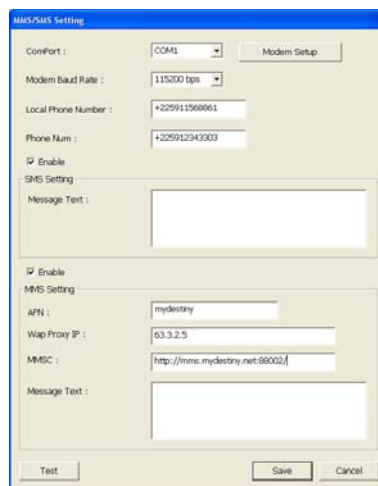 MMS/SMS Setting
ComPort :
COM1
Modem Setup
Modem Baud Rate :
115200 bps
Local Phone Number :
+225911568861
Phone Num :
+225912343303
Enable
SMS Setting
Message Text :
Enable
MMS Setting
APN :
mydestiny
Wap Proxy IP :
63.3.2.5
MMSC :
http://mms.mydestiny.net:88002/
Message Text :
Test
Save
Cancel